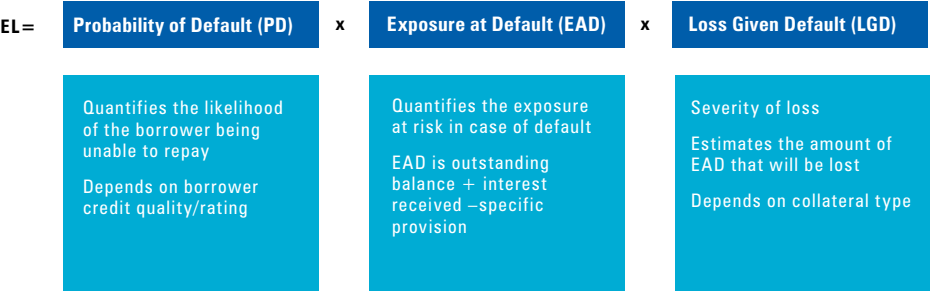 EL= Probability of Default (PD) x Exposure at Default (EAD) x Loss Given Default (LGD)
Quantifies the likelihood
of the borrower being
unable to repay
Depends on borrower
credit quality/rating
Quantifies the exposure
at risk in case of default
EAD is outstanding
balance + interest
received –specific
provision
Severity of loss
Estimates the amount of
EAD that will be lost
Depends on collateral type